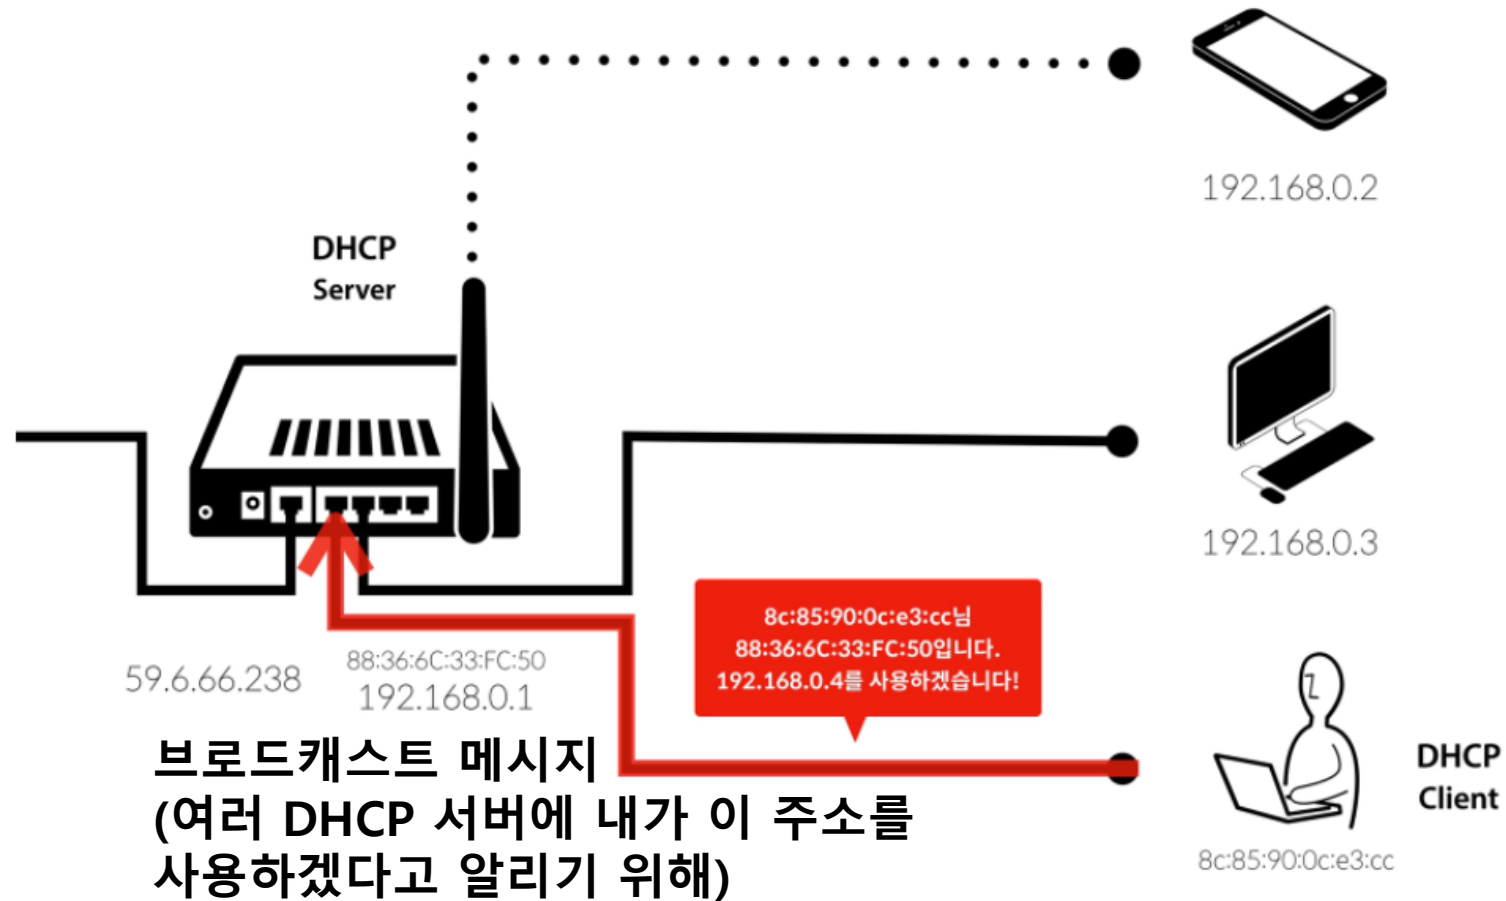 192.168.0.2
DHCP
Server
192.168.0.3
8c:85:90:0c:e3:cc님
88:36:6C:33:FC:50입니다.
192.168.0.4를 사용하겠습니다!
59.6.66.238
88:36:6C:33:FC:50
192.168.0.1
브로드캐스트 메시지
(여러 DHCP 서버에 내가 이 주소를
사용하겠다고 알리기 위해)
DHCP
Client
8c:85:90:0c:e3:cc